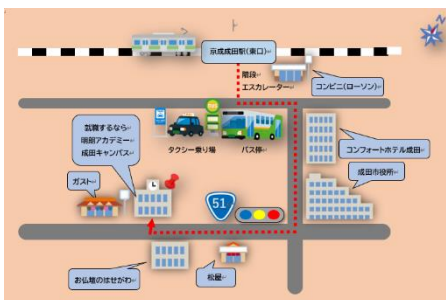 京成成田駅(東口)
階段
エスカレーター
コンビニ(ローソン)
就職するなら
明朗アカデミー
成田キャンパス
タクシー乗り場
バス停
コンフォートホテル成田
成田市役所
ガスト
51
お仏壇のはせがわ
松屋